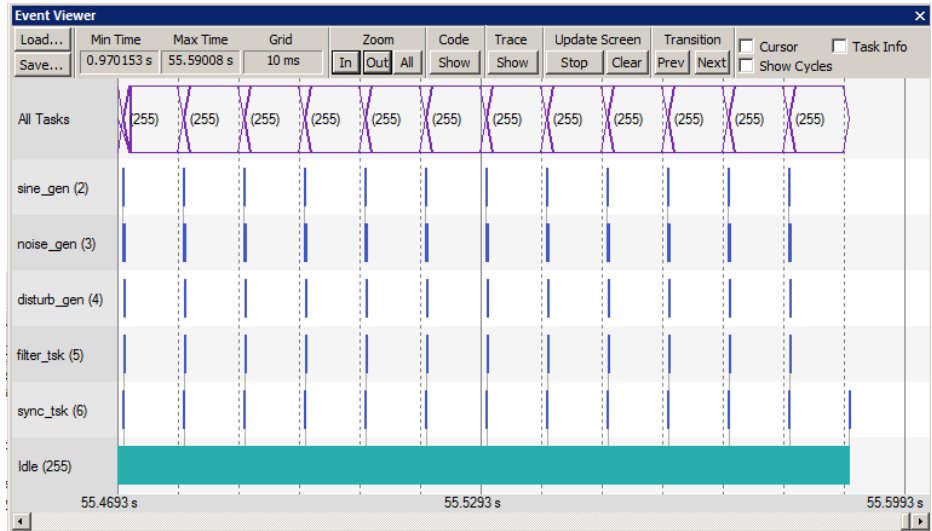 Event Viewer
Load... Min Time Max Time Grid Zoom Code Trace Update Screen Transition Cursor Task Info
Save... 0.970153 s 55.59008 s 10 ms In Out All Show Show Stop Clear Prev Next Show Cycles
All Tasks (255) (255) (255) (255) (255) (255) (255) (255) (255) (255) (255) (255)
sine_gen (2)
noise_gen (3)
disturb_gen (4)
filter_tsk (5)
sync_tsk (6)
Idle (255)
55.4693 s 55.5293 s 55.5993 s